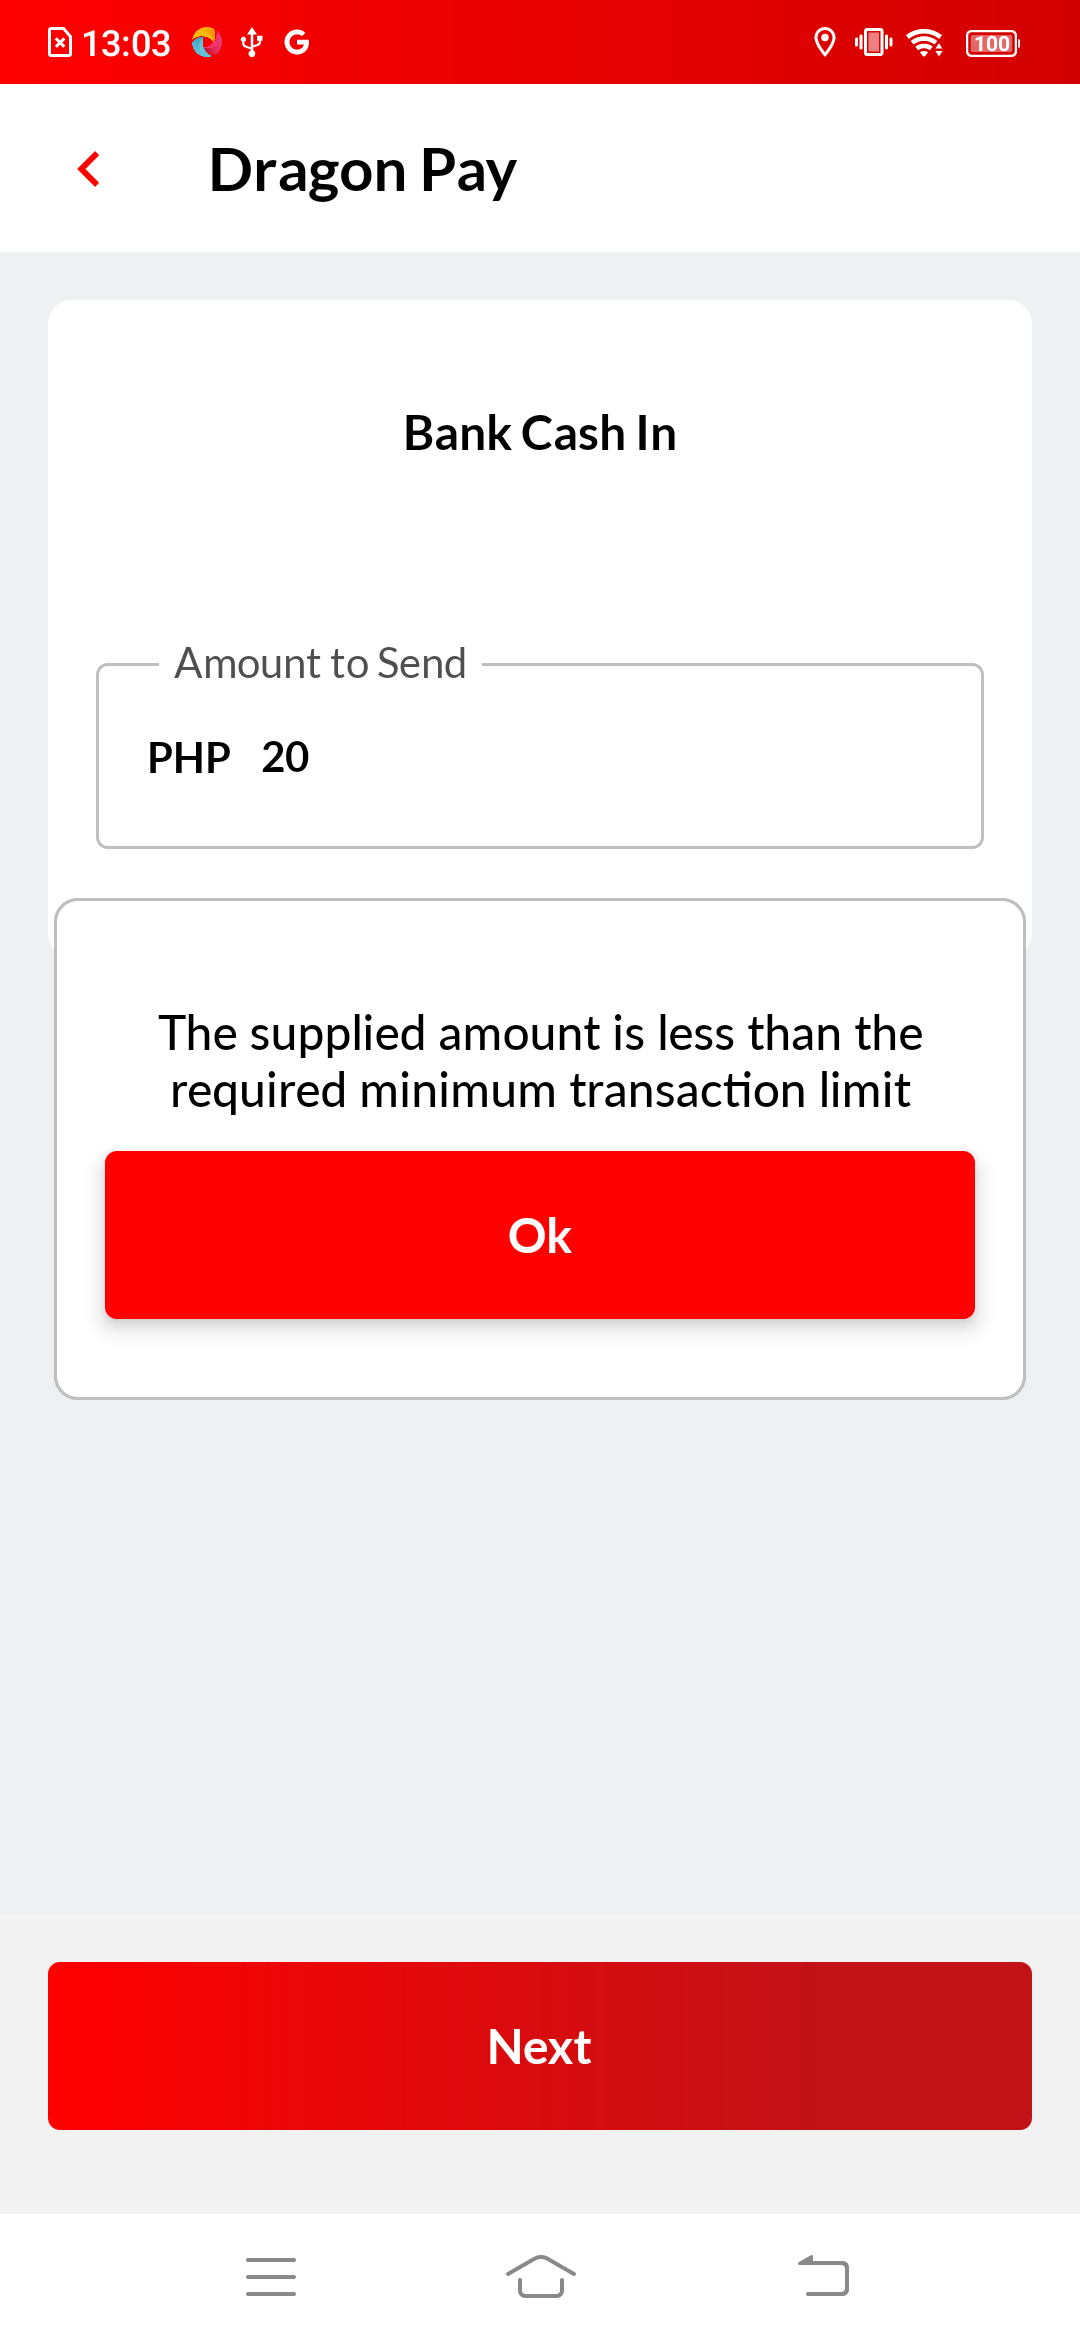 13:03
100
Dragon Pay
Bank Cash In
Amount to Send
PHP 20
The supplied amount is less than the
required minimum transaction limit
Ok
Next